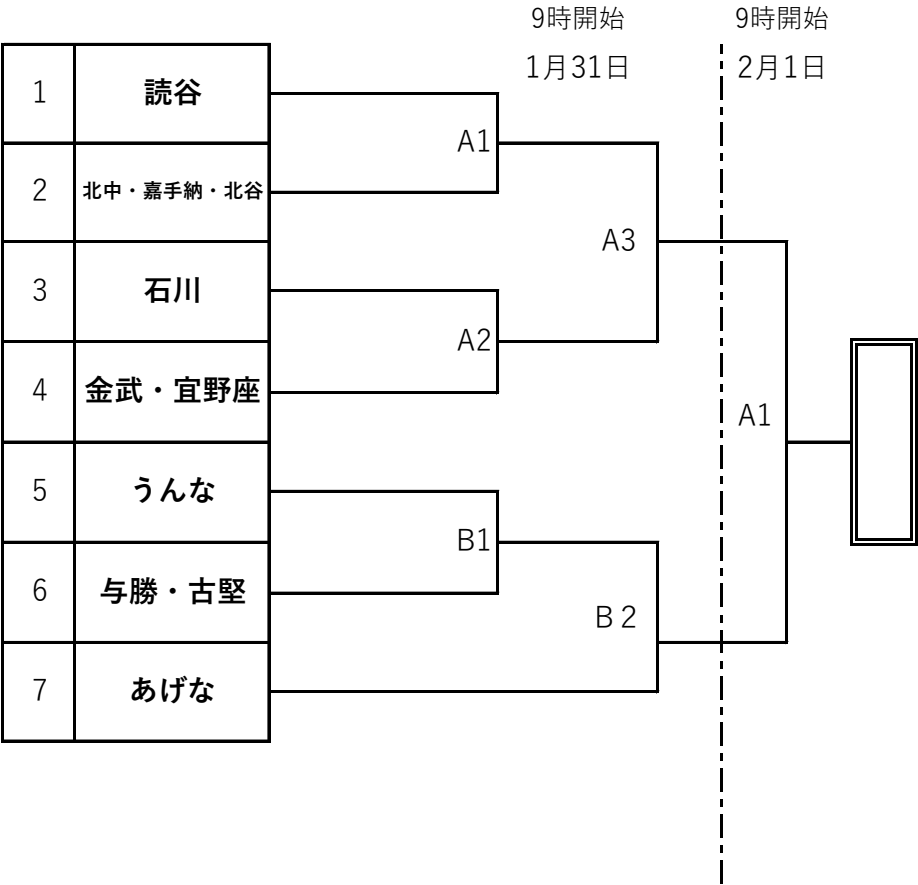 9時開始 9時開始
1月31日 2月1日
1 読谷
A1
2 北中・嘉手納・北谷
A3
3 石川
A2
4 金武・宜野座
A1
5 うんな
B1
6 与勝・古堅
B 2
7 あげな